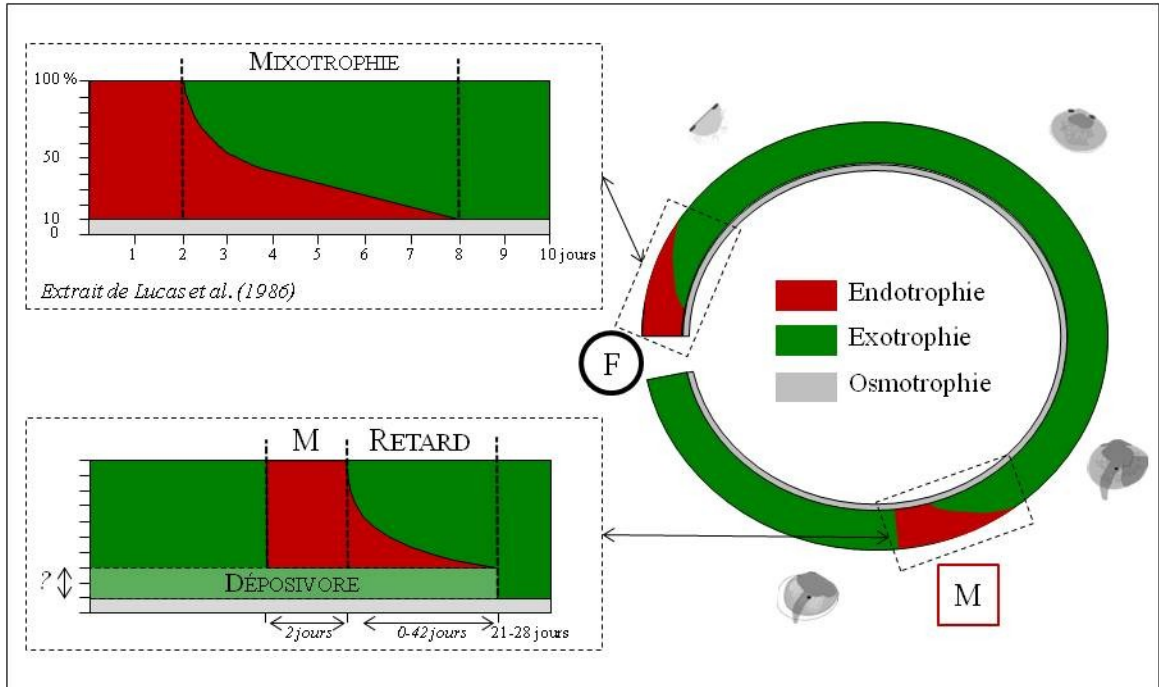 MIXOTROPHIE
100 %
50
10
0
1 2 3 4 5 6 7 8 9 10 jours
Extrait de Lucas et al. (1986)
Endotrophie
Exotrophie
Osmotrophie
F
M
M RETARD
DÉPOSIVORE
?
2 jours 0-42 jours 21-28 jours